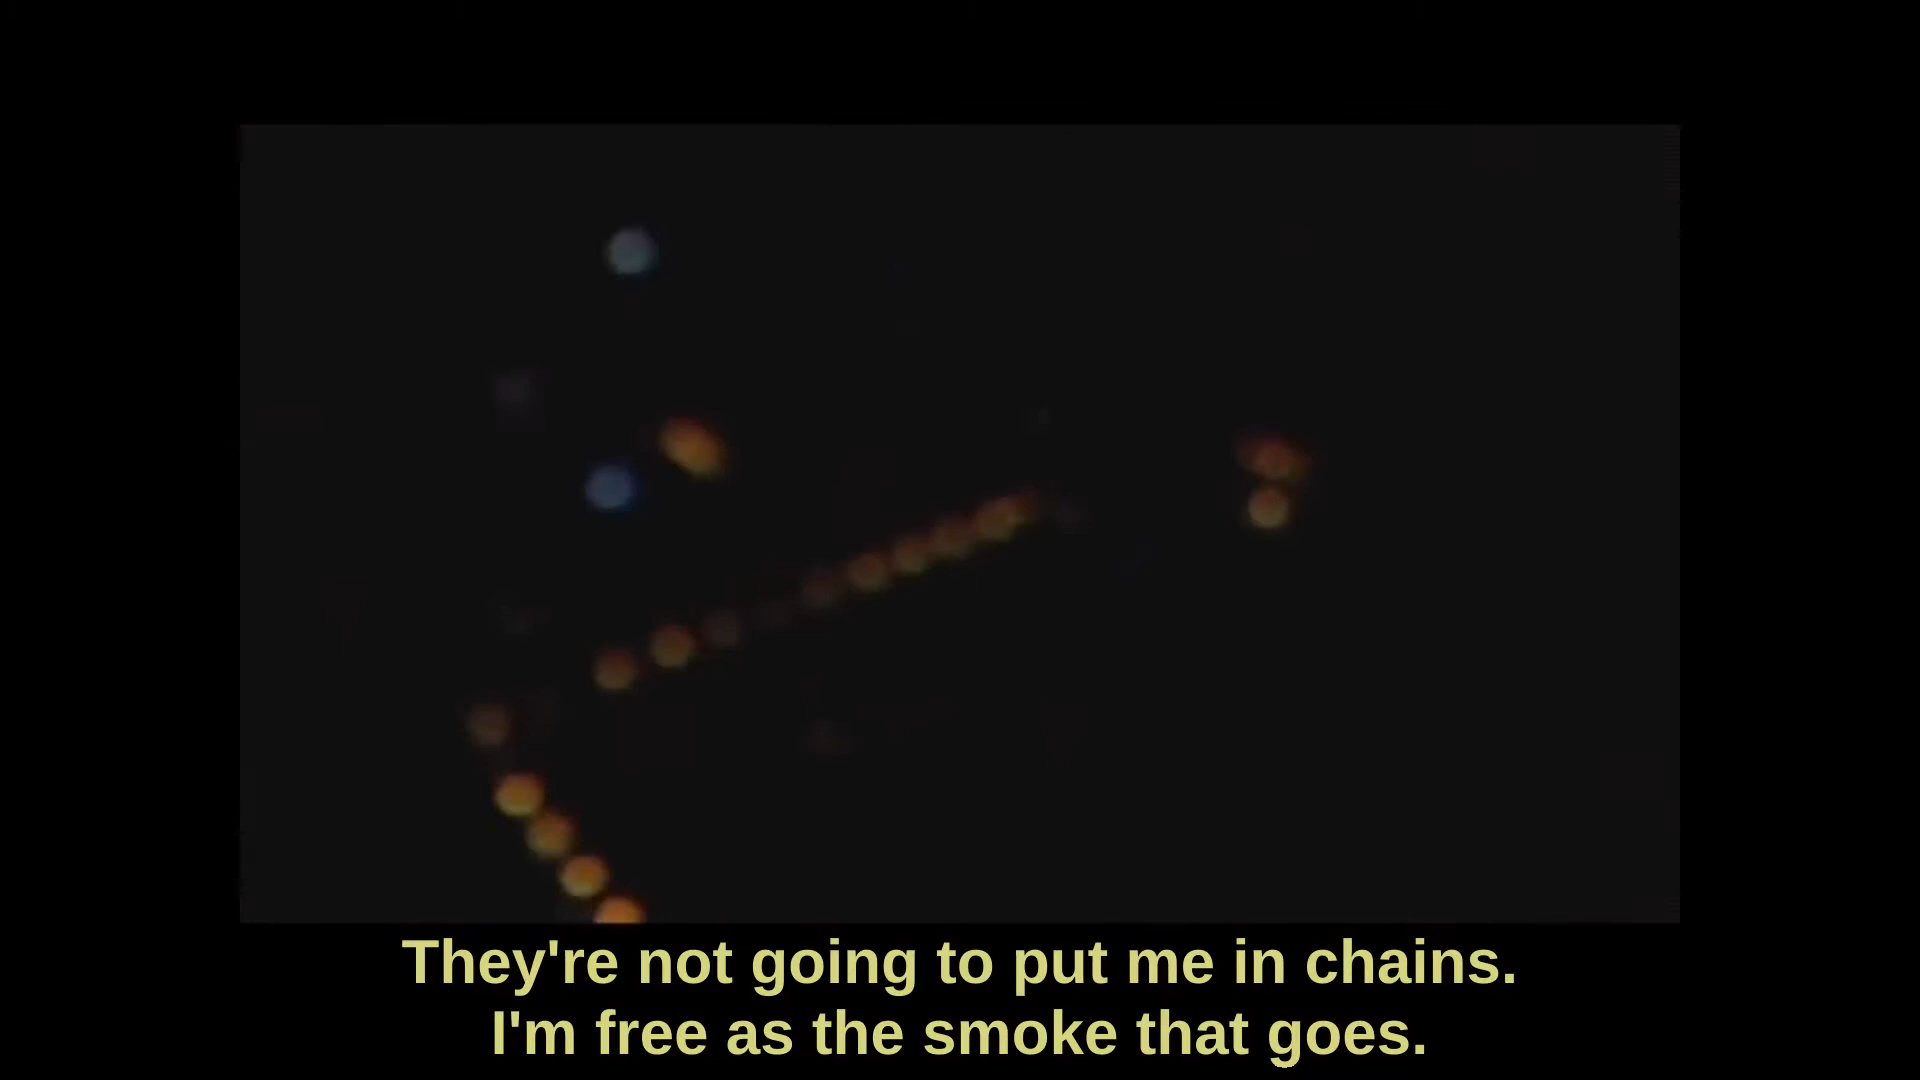 They're not going to put me in chains.
I'm free as the smoke that goes.